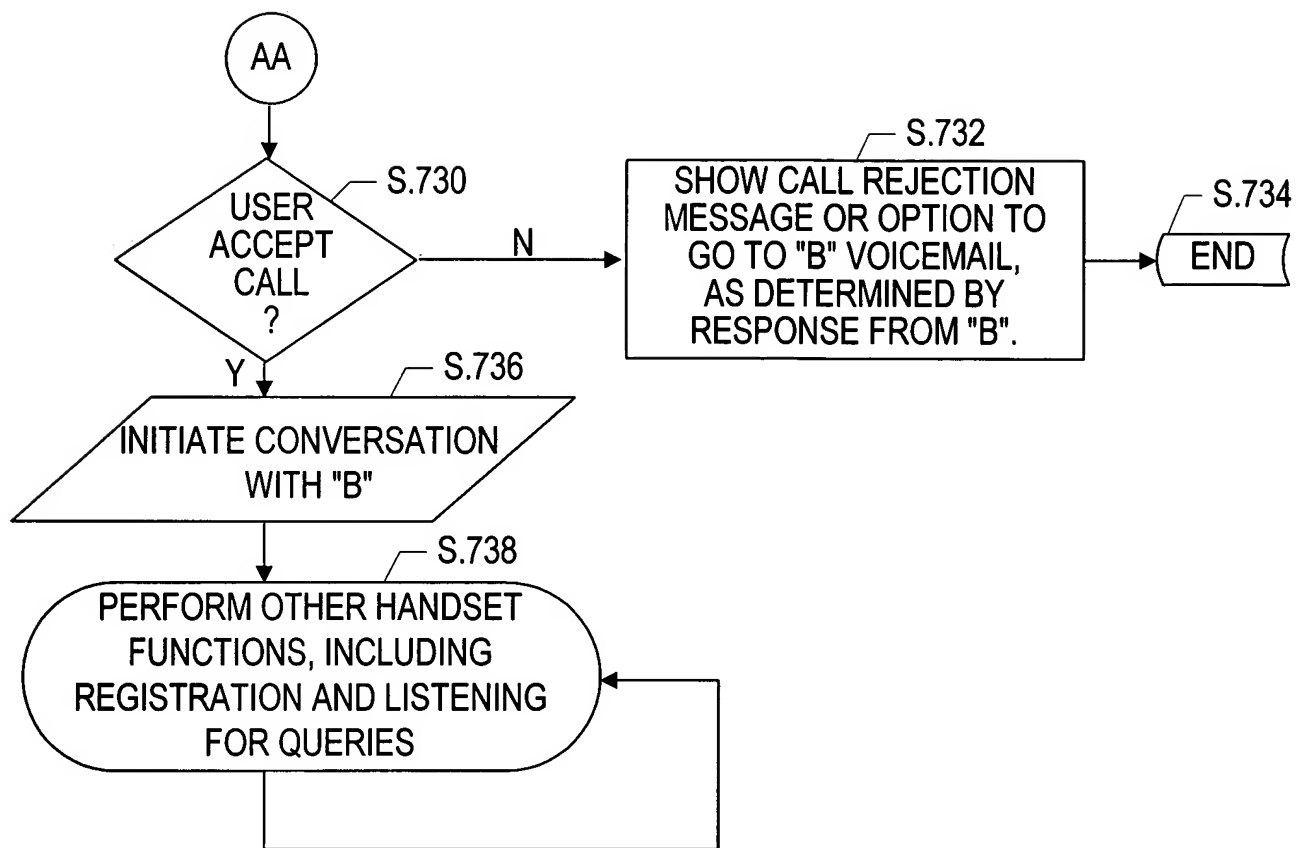 AA
S.730
USER
ACCEPT
CALL
?
N
S.732
SHOW CALL REJECTION
MESSAGE OR OPTION TO
GO TO "B" VOICEMAIL,
AS DETERMINED BY
RESPONSE FROM "B".
S.734
END
Y
S.736
INITIATE CONVERSATION
WITH "B"
S.738
PERFORM OTHER HANDSET
FUNCTIONS, INCLUDING
REGISTRATION AND LISTENING
FOR QUERIES